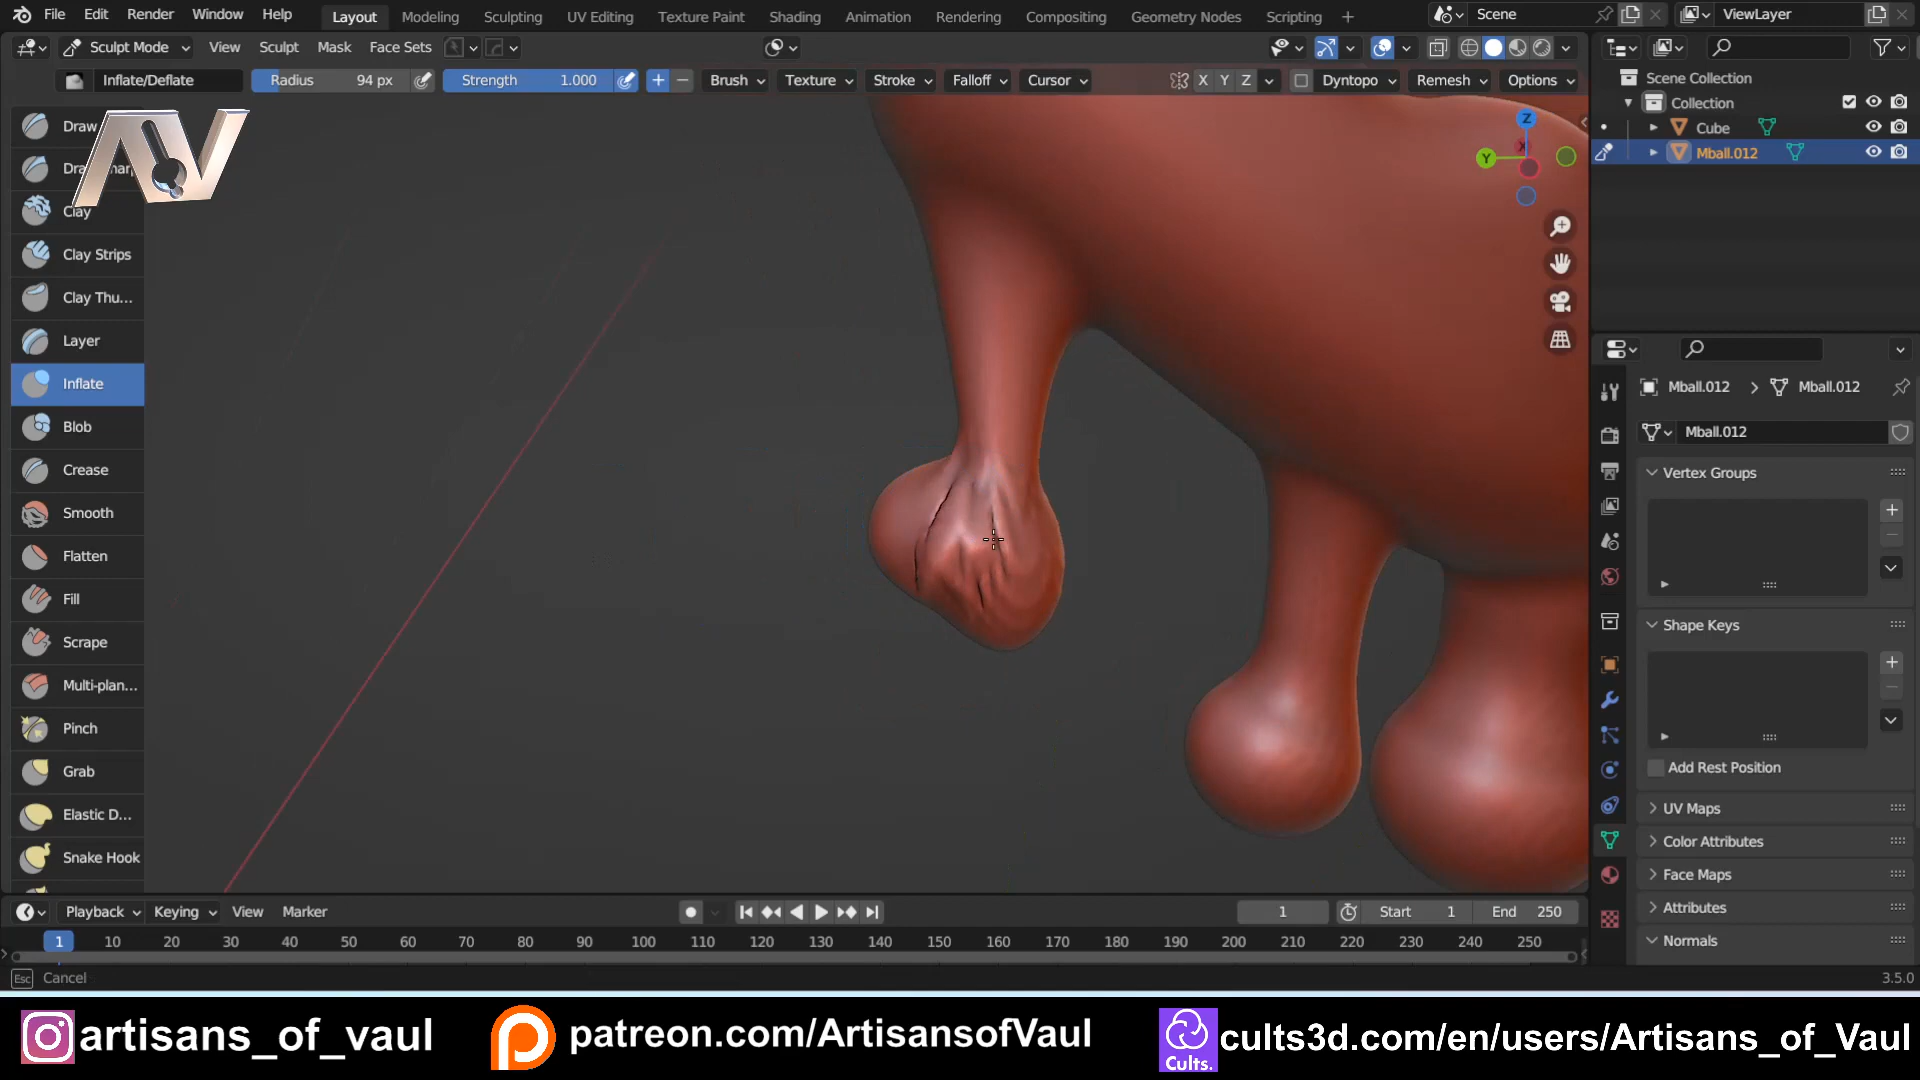 File Edit Render Window Help Layout Modeling Sculpting UV Editing Texture Paint Shading Animation Rendering Compositing Geometry Nodes Scripting + Scene ViewLayer
Sculpt Mode View Sculpt Mask Face Sets
Inflate/Deflate Radius 94 px Strength 1.000 + − Brush Texture Stroke Falloff Cursor X Y Z Dyntopo Remesh Options
Scene Collection
Collection
Cube
Mball.012
Draw
AV
Clay
Clay Strips
Clay Thu...
Layer
Inflate
Blob
Crease
Smooth
Flatten
Fill
Scrape
Multi-plan...
Pinch
Grab
Elastic D...
Snake Hook
Z
Y
Mball.012 > Mball.012
Mball.012
Vertex Groups
Shape Keys
Add Rest Position
UV Maps
Color Attributes
Face Maps
Attributes
Normals
Playback Keying View Marker 1 Start 1 End 250
1 10 20 30 40 50 60 70 80 90 100 110 120 130 140 150 160 170 180 190 200 210 220 230 240 250
Esc Cancel 3.5.0
artisans_of_vaul patreon.com/ArtisansofVaul Cults. cults3d.com/en/users/Artisans_of_Vaul